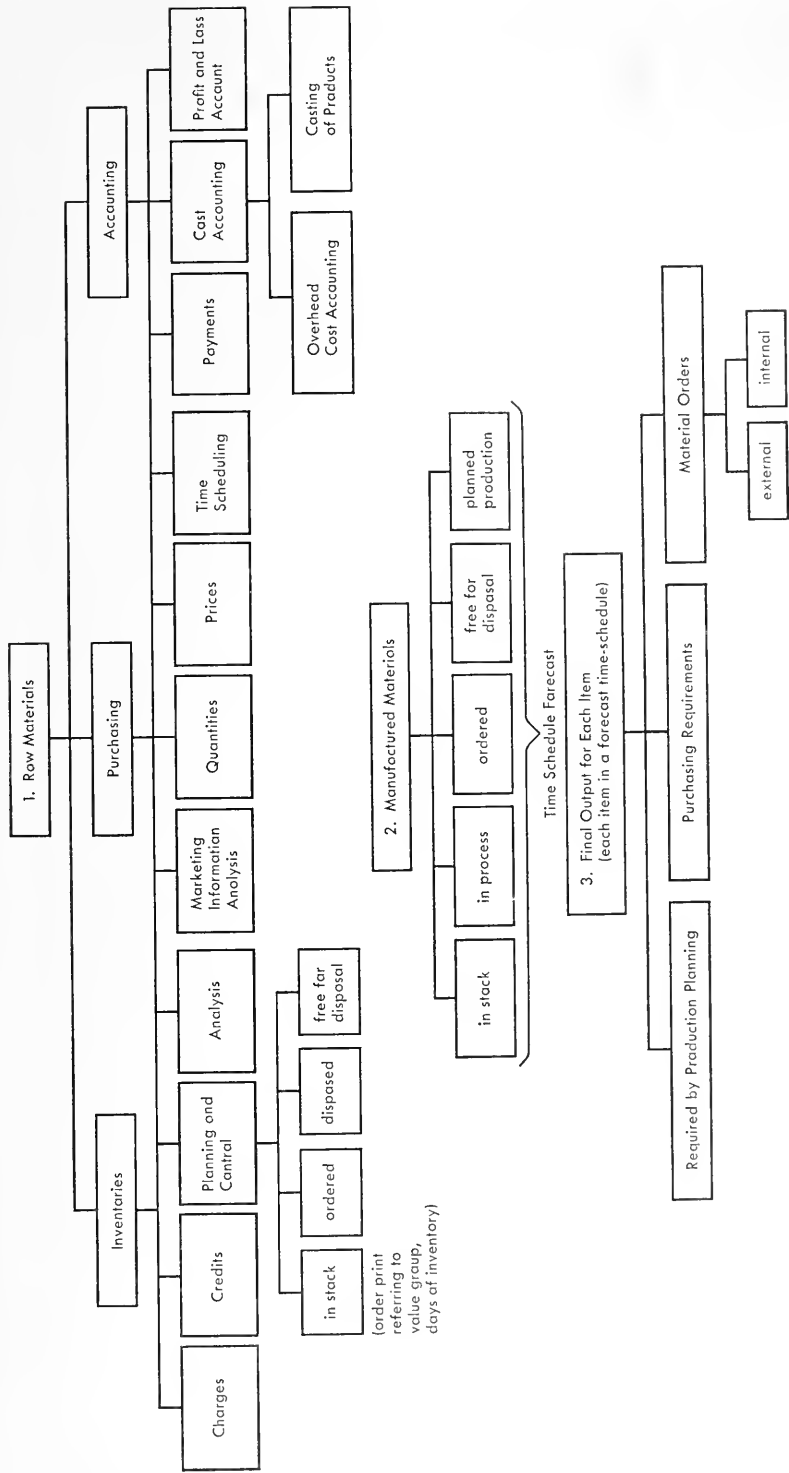 1. Row Materials
Inventaries
Purchasing
Accounting
Charges
Credits
Planning ond
Cantral
Analysis
Marketing
Information
Analysis
Quantities
Prices
Time
Scheduling
Payments
Cast
Accounting
Profit and Lass
Accaunt
in stack
ordered
dispased
free far
disposal
(order print
referring to
value graup,
days af inventory)
Overhead
Cost Accaunting
Casting
of Praducts
2. Manufactured Materiols
in stack
in process
ordered
free for
dispasal
planned
production
Time Schedule Farecast
3. Final Output for Each Item
(each item in a forecast time-schedule)
Required by Praduction Planning
Purchasing Requirements
Material Orders
external
internal